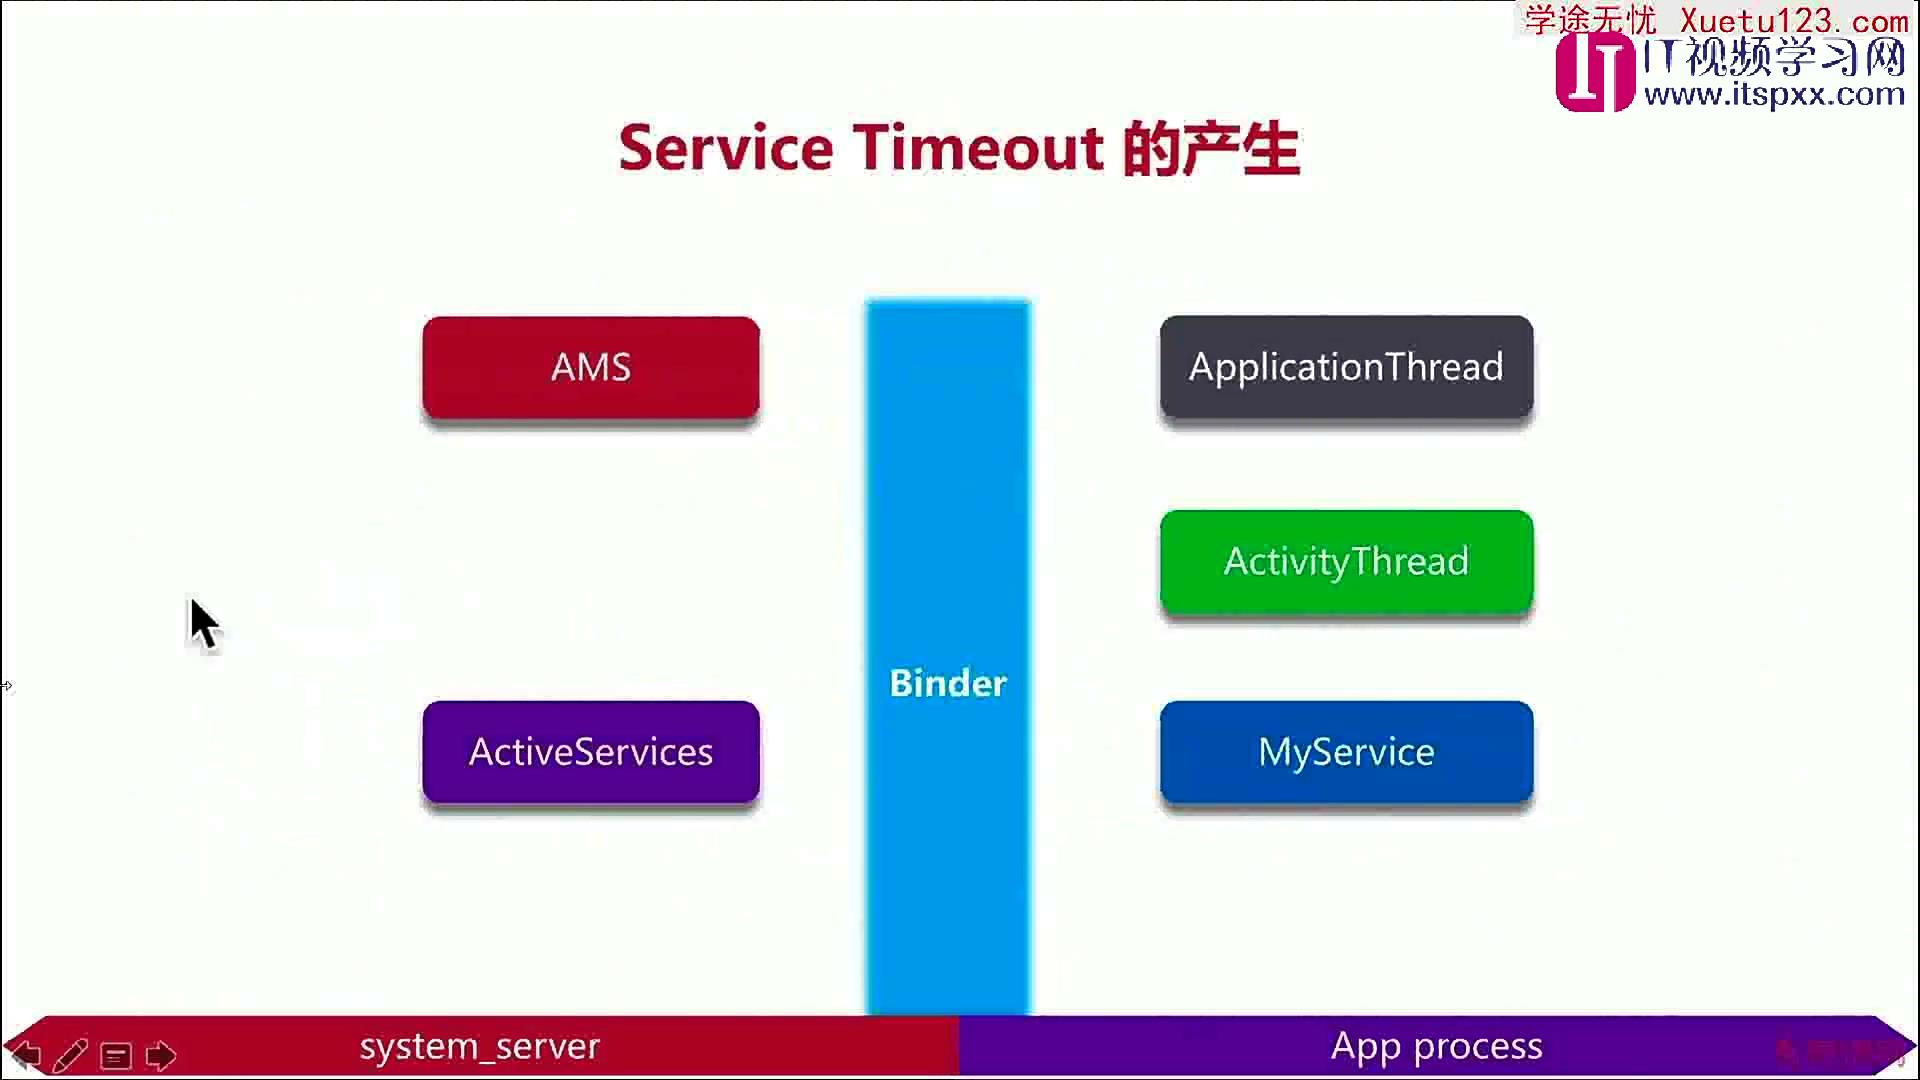 学途无忧 Xuetu123.com
IT视频学习网
www.itspxx.com
Service Timeout 的产生
AMS
ApplicationThread
ActivityThread
Binder
ActiveServices
MyService
system_server
App process